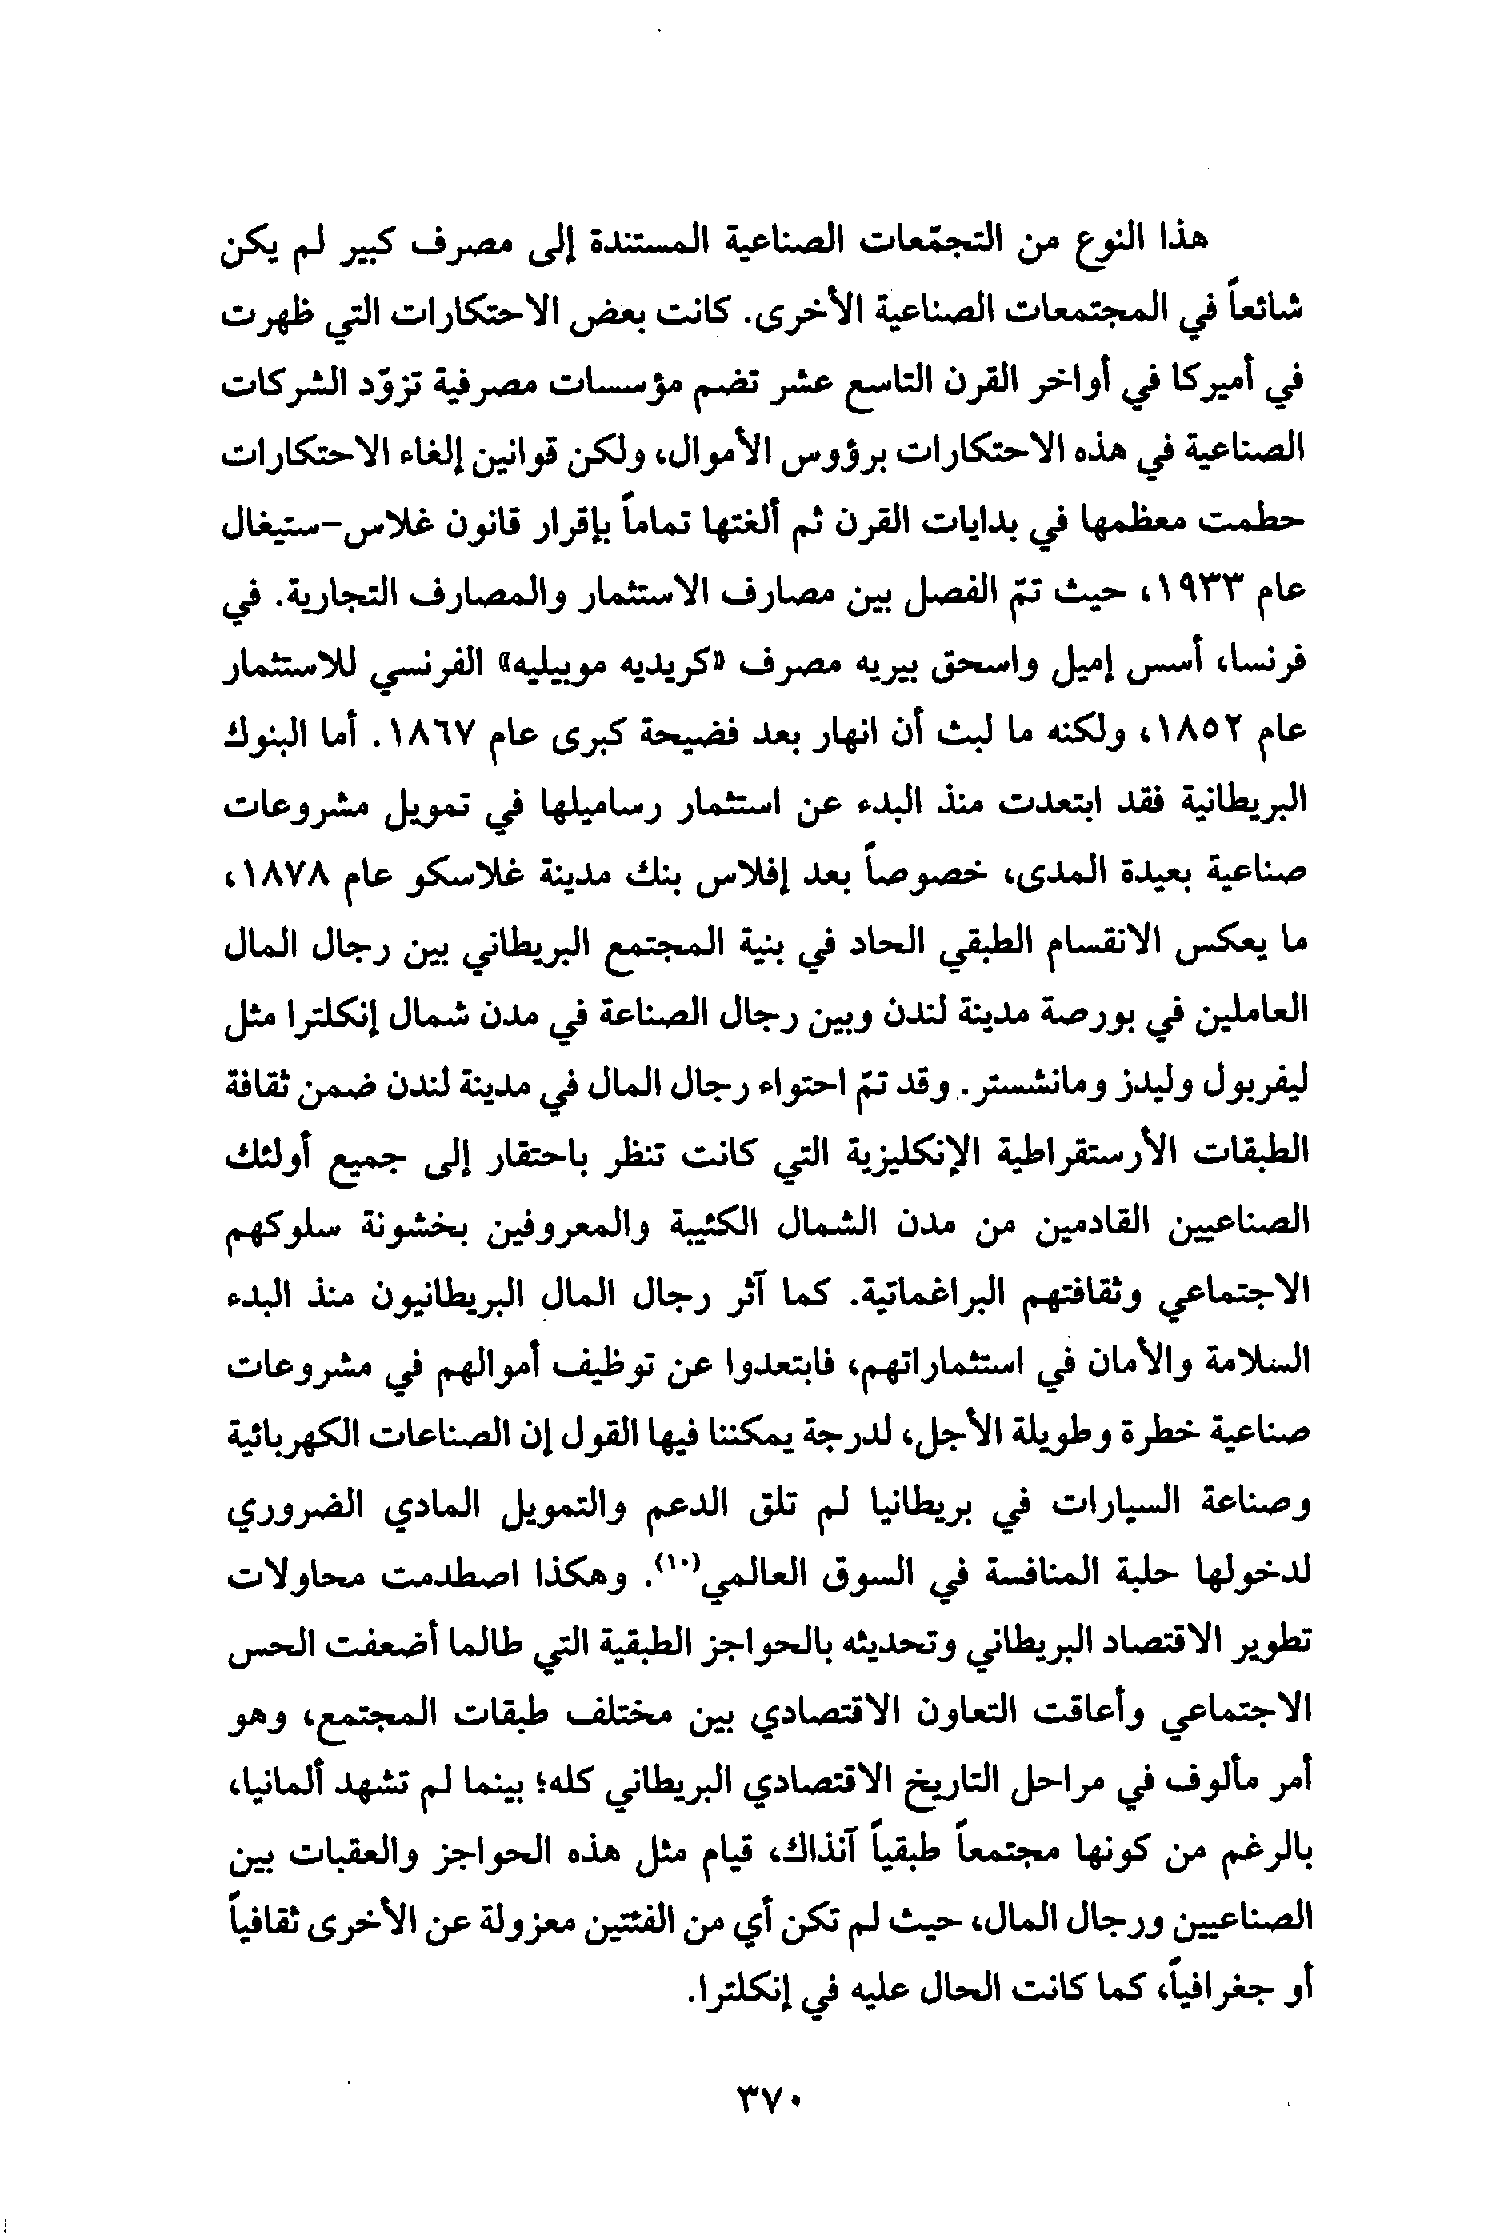 هذا النوع من التجمّعات الصناعية المستندة إلى مصرف كبير لم يكن
شائعاً في المجتمعات الصناعية الأخرى. كانت بعض الاحتكارات التي ظهرت
في أميركا في أواخر القرن التاسع عشر تضم مؤسسات مصرفية تزوّد الشركات
الصناعية في هذه الاحتكارات برؤوس الأموال، ولكن قوانين إلغاء الاحتكارات
حطمت معظمها في بدايات القرن ثم ألغتها تماماً بإقرار قانون غلاس-ستيغال
عام ١٩٣٣، حيث تمّ الفصل بين مصارف الاستثمار والمصارف التجارية. في
فرنسا، أسس إميل واسحق بيريه مصرف «كريديه موبيليه» الفرنسي للاستثمار
عام ١٨٥٢، ولكنه ما لبث أن انهار بعد فضيحة كبرى عام ١٨٦٧. أما البنوك
البريطانية فقد ابتعدت منذ البدء عن استثمار رساميلها في تمويل مشروعات
صناعية بعيدة المدى، خصوصاً بعد إفلاس بنك مدينة غلاسكو عام ١٨٧٨،
ما يعكس الانقسام الطبقي الحاد في بنية المجتمع البريطاني بين رجال المال
العاملين في بورصة مدينة لندن وبين رجال الصناعة في مدن شمال إنكلترا مثل
ليفربول وليدز ومانشستر. وقد تمّ احتواء رجال المال في مدينة لندن ضمن ثقافة
الطبقات الأرستقراطية الإنكليزية التي كانت تنظر باحتقار إلى جميع أولئك
الصناعيين القادمين من مدن الشمال الكئيبة والمعروفين بخشونة سلوكهم
الاجتماعي وثقافتهم البراغماتية. كما آثر رجال المال البريطانيون منذ البدء
السلامة والأمان في استثماراتهم، فابتعدوا عن توظيف أموالهم في مشروعات
صناعية خطرة وطويلة الأجل، لدرجة يمكننا فيها القول إن الصناعات الكهربائية
وصناعة السيارات في بريطانيا لم تلق الدعم والتمويل المادي الضروري
لدخولها حلبة المنافسة في السوق العالمي(١٠). وهكذا اصطدمت محاولات
تطوير الاقتصاد البريطاني وتحديثه بالحواجز الطبقية التي طالما أضعفت الحس
الاجتماعي وأعاقت التعاون الاقتصادي بين مختلف طبقات المجتمع، وهو
أمر مألوف في مراحل التاريخ الاقتصادي البريطاني كله؛ بينما لم تشهد ألمانيا،
بالرغم من كونها مجتمعاً طبقياً آنذاك، قيام مثل هذه الحواجز والعقبات بين
الصناعيين ورجال المال، حيث لم تكن أي من الفئتين معزولة عن الأخرى ثقافياً
أو جغرافياً، كما كانت الحال عليه في إنكلترا.
٣٧٠